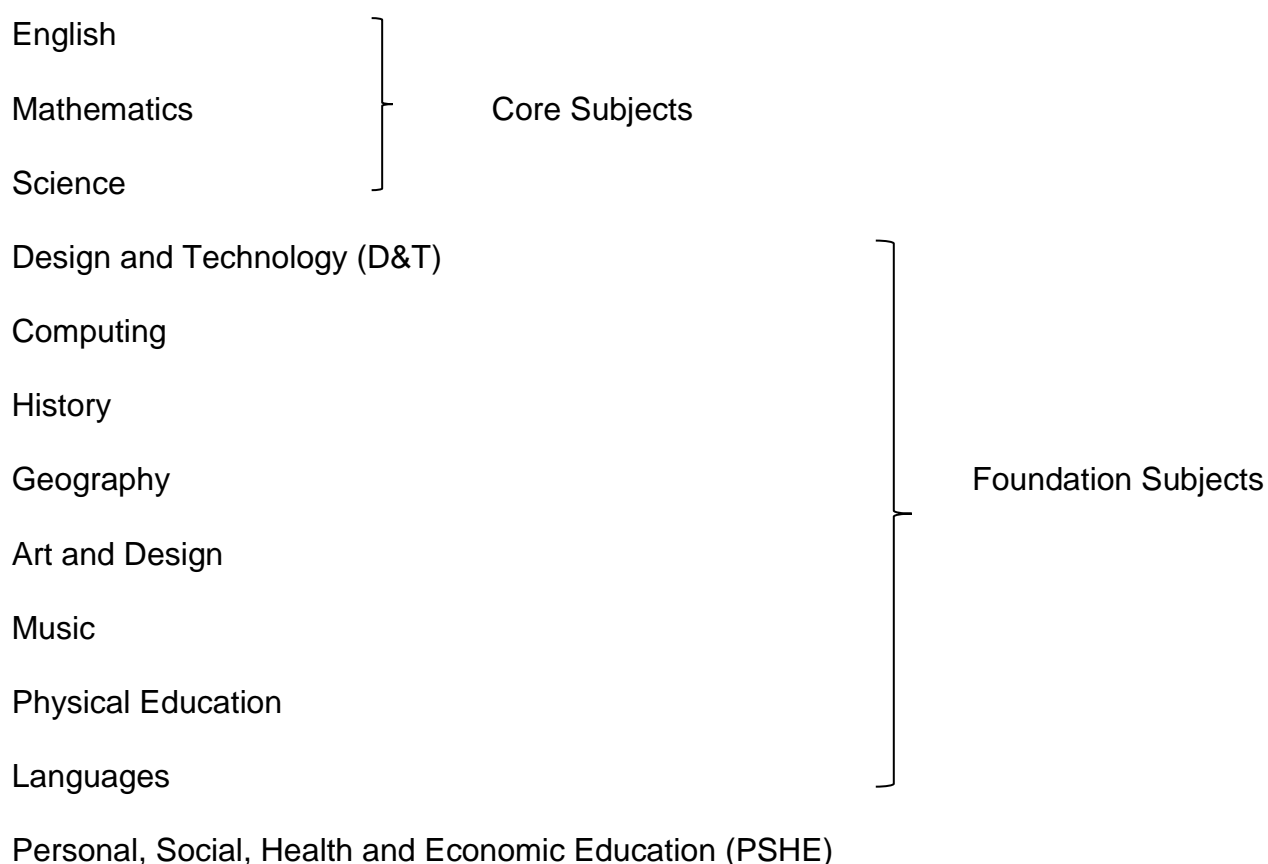 English
Mathematics
Core Subjects
Science
Design and Technology (D&T)
Computing
History
Geography
Foundation Subjects
Art and Design
Music
Physical Education
Languages
Personal, Social, Health and Economic Education (PSHE)